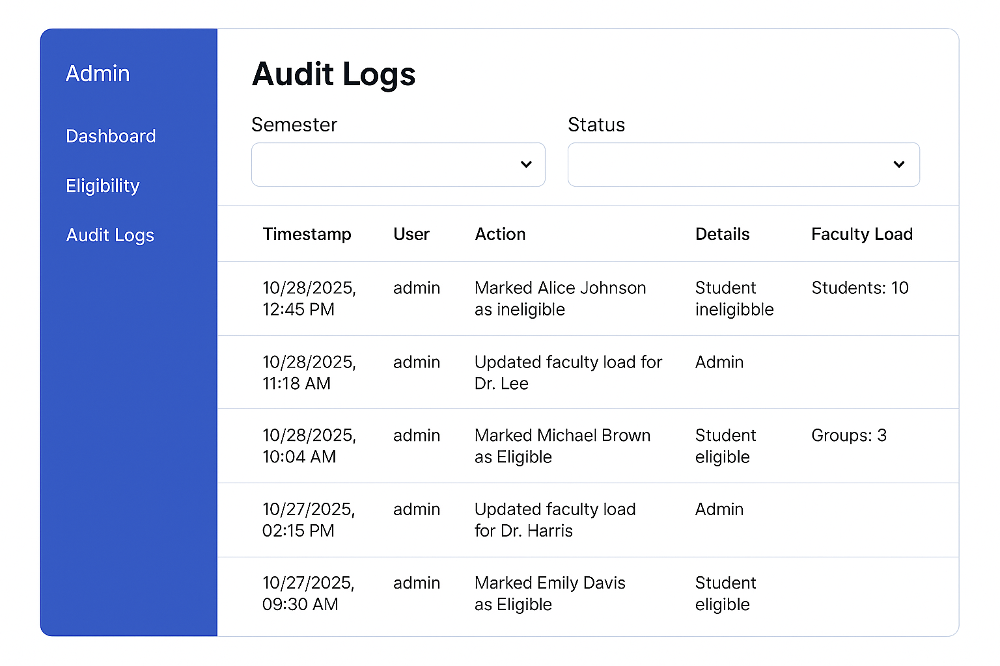 Admin
Dashboard
Eligibility
Audit Logs
Audit Logs
Semester
Status
Timestamp User Action Details Faculty Load
10/28/2025, admin Marked Alice Johnson Student Students: 10
12:45 PM as ineligible ineligibble
10/28/2025, admin Updated faculty load for Admin
11:18 AM Dr. Lee
10/28/2025, admin Marked Michael Brown Student Groups: 3
10:04 AM as Eligible eligible
10/27/2025, admin Updated faculty load Admin
02:15 PM for Dr. Harris
10/27/2025, admin Marked Emily Davis Student
09:30 AM as Eligible eligible